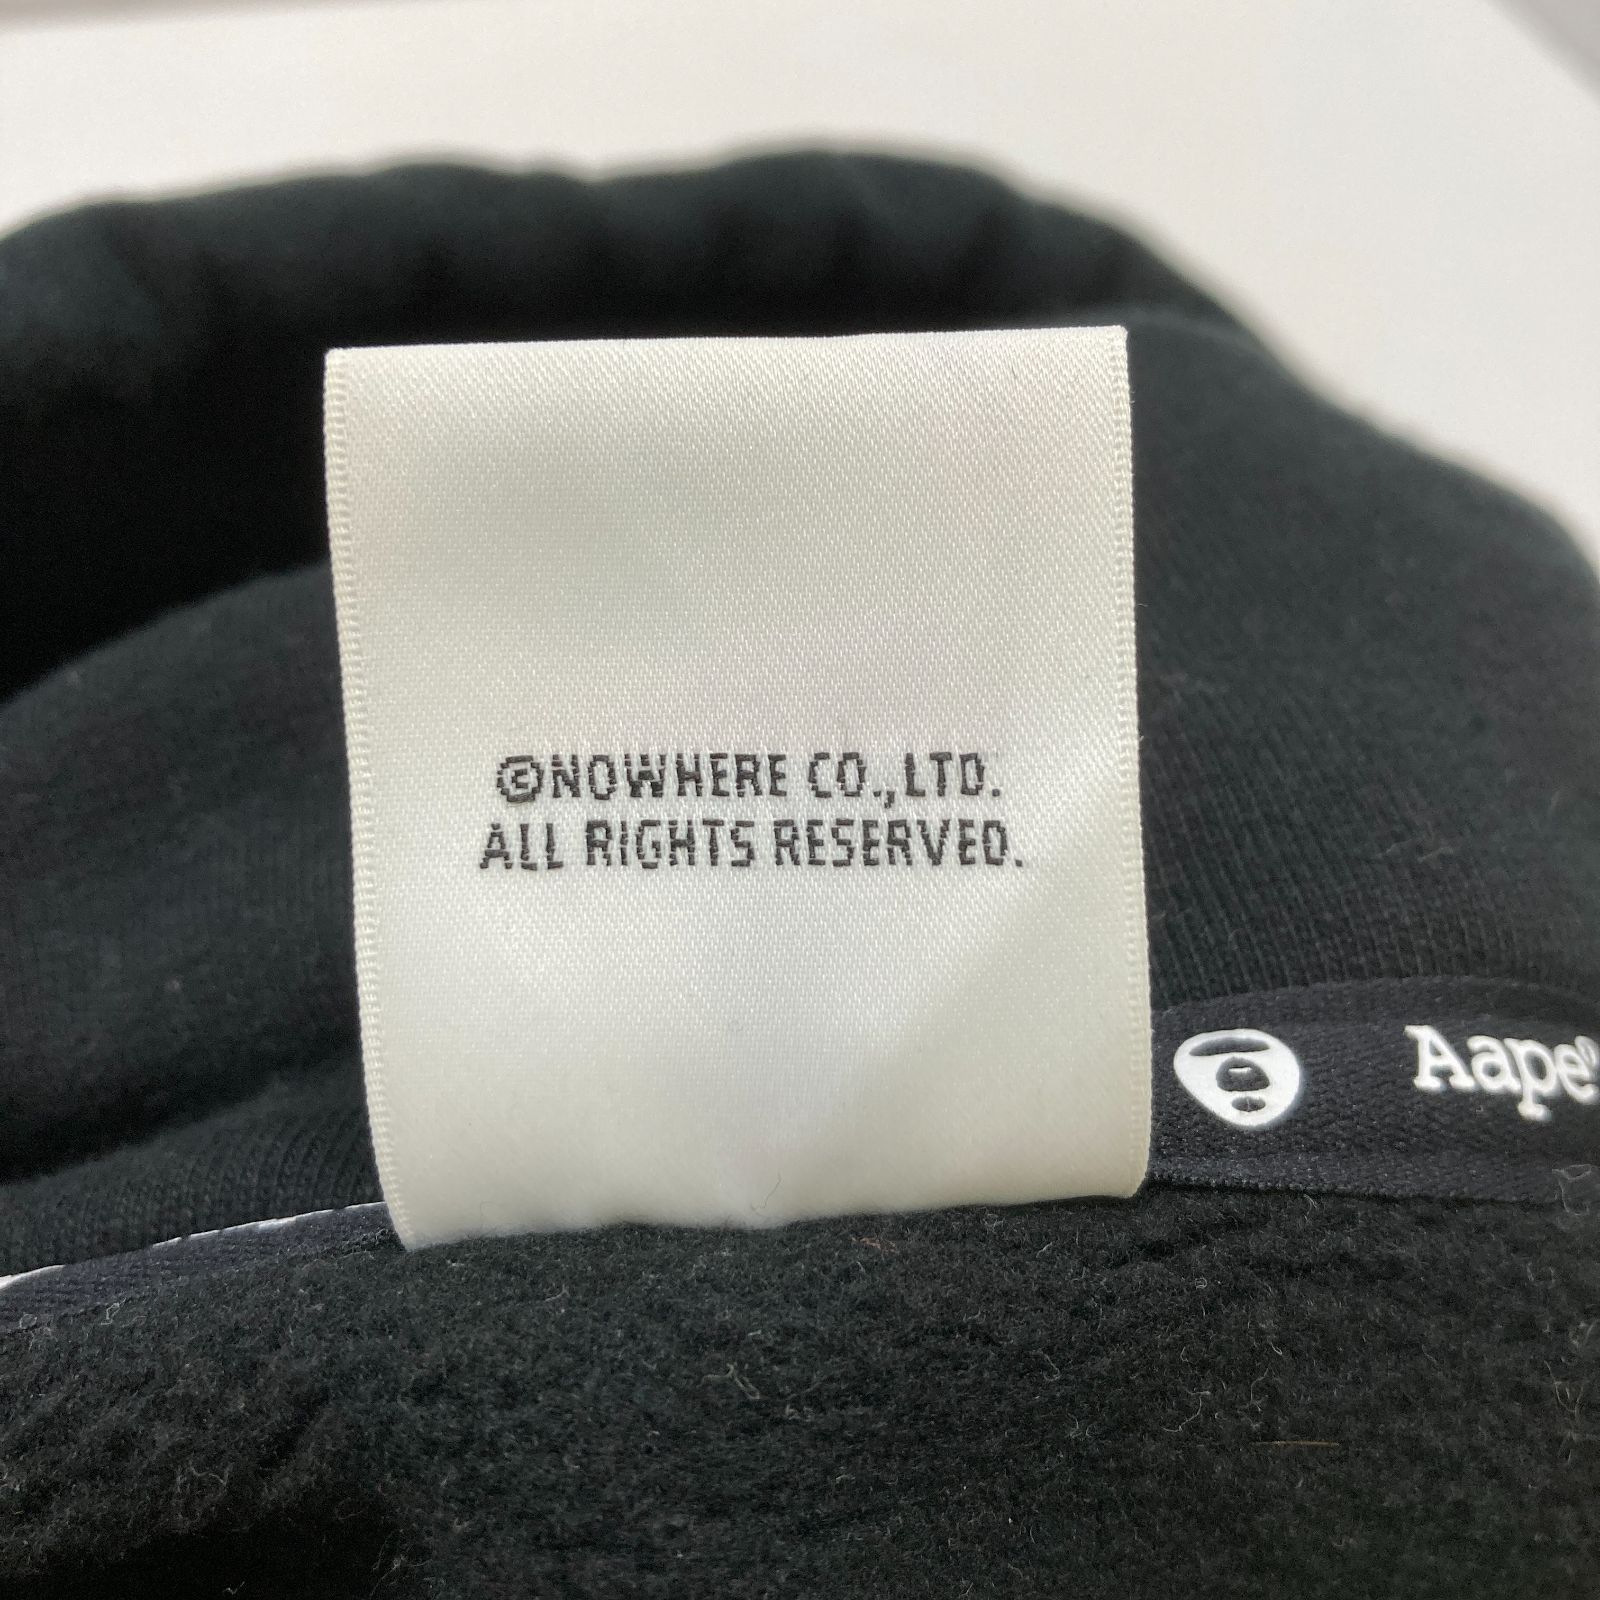 ©NOWHERE CO.,LTD.
ALL RIGHTS RESERVED.
Aape